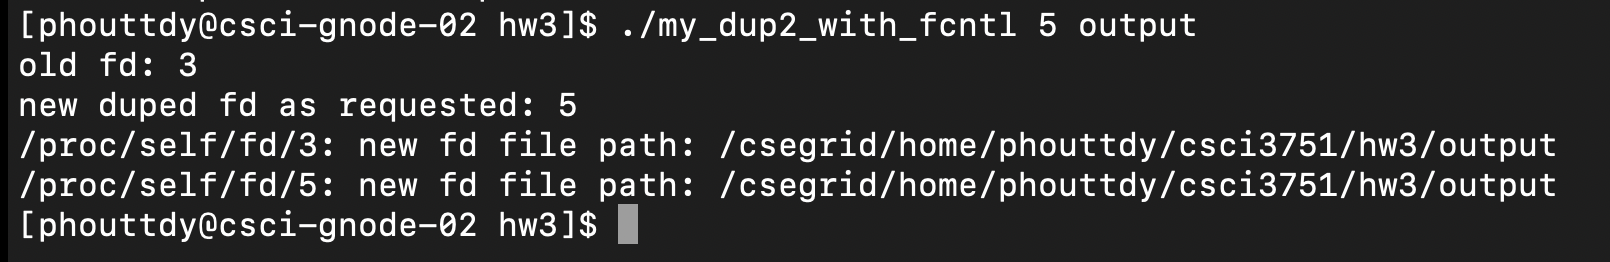 [phouttdy@csci-gnode-02 hw3]$ ./my_dup2_with_fcntl 5 output
old fd: 3
new duped fd as requested: 5
/proc/self/fd/3: new fd file path: /csegrid/home/phouttdy/csci3751/hw3/output
/proc/self/fd/5: new fd file path: /csegrid/home/phouttdy/csci3751/hw3/output
[phouttdy@csci-gnode-02 hw3]$